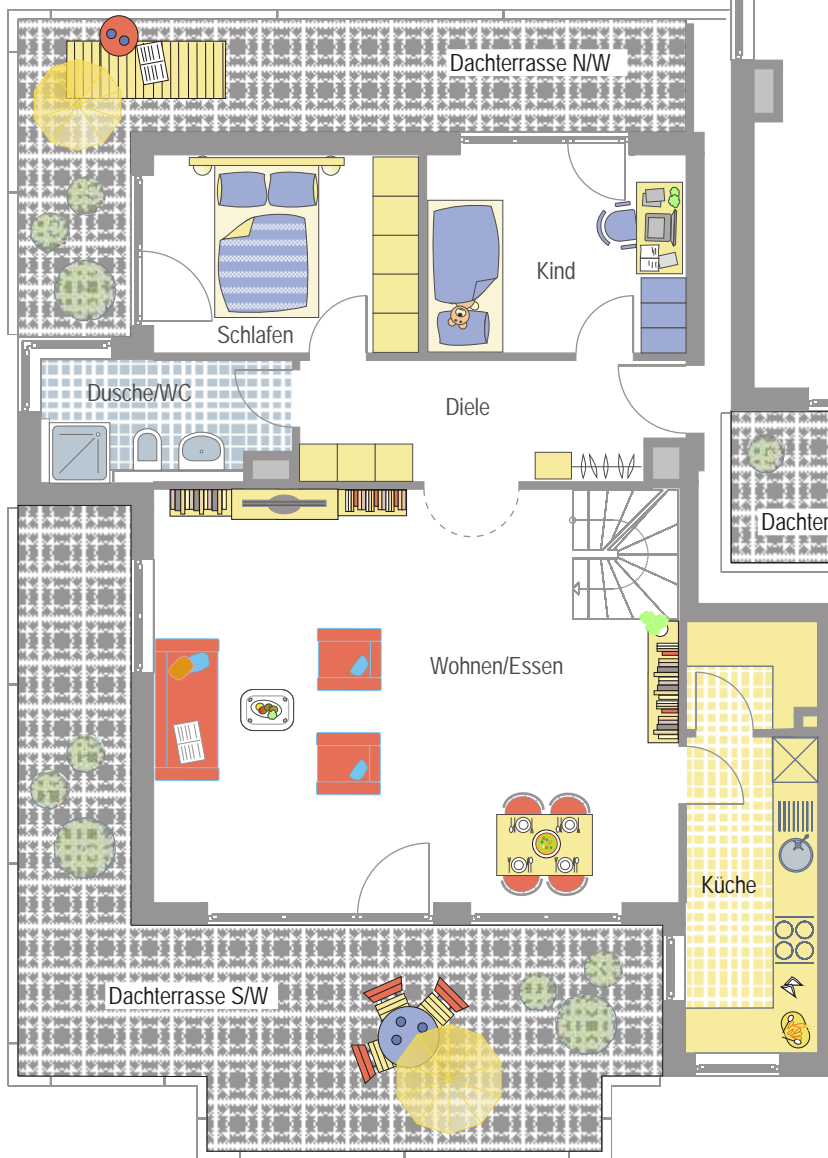 Dachterrasse N/W
Kind
Schlafen
Dusche/WC
Diele
Dachter
Wohnen/Essen
Küche
Dachterrasse S/W